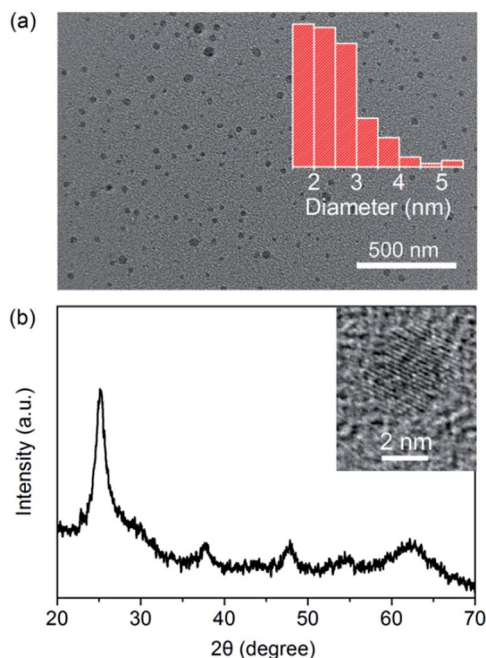 (a)
2 3 4 5
Diameter (nm)
500 nm
(b)
2 nm
Intensity (a.u.)
20 30 40 50 60 70
2θ (degree)